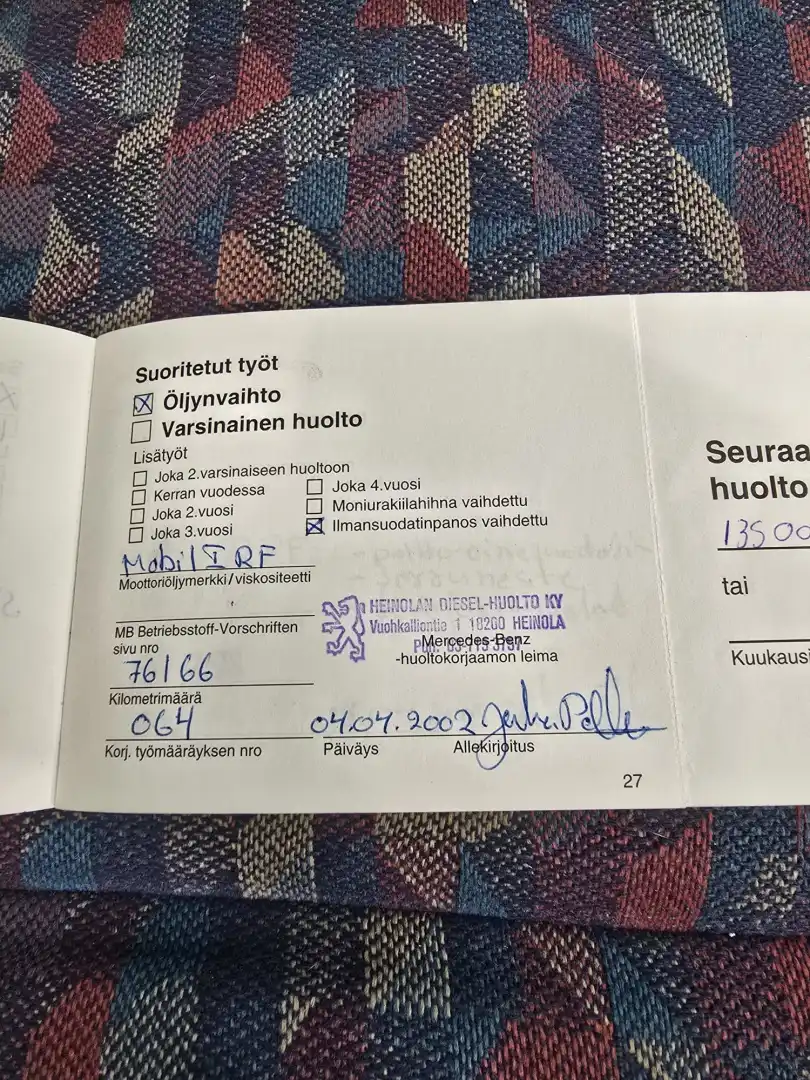 Suoritetut työt
Öljynvaihto
Varsinainen huolto
Lisätyöt
Joka 2.varsinaiseen huoltoon
Kerran vuodessa
Joka 2.vuosi
Joka 3.vuosi
Joka 4.vuosi
Moniurakiilahihna vaihdettu
Ilmansuodatinpanos vaihdettu
Mobil
Moottoriöljymerkki/viskositeetti
MB Betriebsstoff-Vorschriften
sivu nro
76166
Kilometrimäärä
064
Korj. työmääräyksen nro
HEINOLAN DIESEL-HUOLTO KY
Vuohkalliontie 1 18200 HEINOLA
Mercedes-Benz
-huoltokorjaamon leima
04.04.2002
Päiväys
Allekirjoitus
27
Seuraa
huolto
13500
tai
Kuukausi